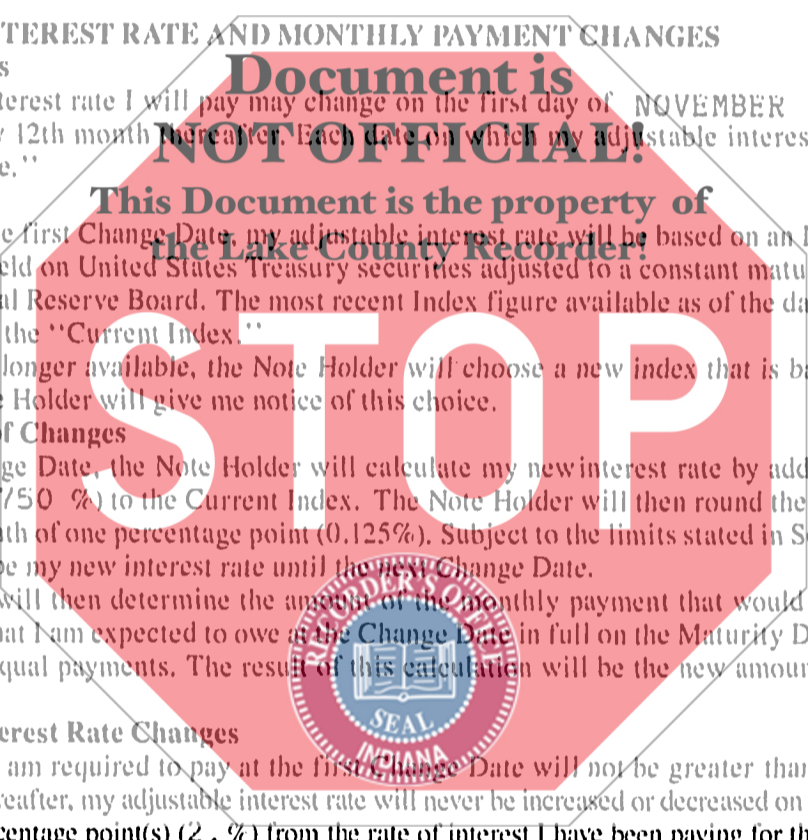 TEREST RATE AND MONTHLY PAYMENT CHANGES
s
Document is
terest rate I will pay may change on the first day of NOVEMBER
12th month thereafter. Each date on which my adjustable interes
NOT OFFICIAL!
e.''
This Document is the property of
e first Change Date, my adjustable interest rate will be based on an I
the Lake County Recorder!
eld on United States Treasury securities adjusted to a constant matu
al Reserve Board. The most recent Index figure available as of the da
the ''Current Index.''
longer available, the Note Holder will choose a new index that is ba
Holder will give me notice of this choice.
f Changes
ge Date, the Note Holder will calculate my new interest rate by add
750 %) to the Current Index. The Note Holder will then round the
th of one percentage point (0.125%). Subject to the limits stated in S
e my new interest rate until the next Change Date.
will then determine the amount of the monthly payment that would
at I am expected to owe at the Change Date in full on the Maturity D
qual payments. The result of this calculation will be the new amoun
STOP
erest Rate Changes
am required to pay at the first Change Date will not be greater than
reafter, my adjustable interest rate will never be increased or decreased on
centage point(s) (2 . %) from the rate of interest I have been paying for th
RECORDER'S OFFICE
SEAL
INDIANA